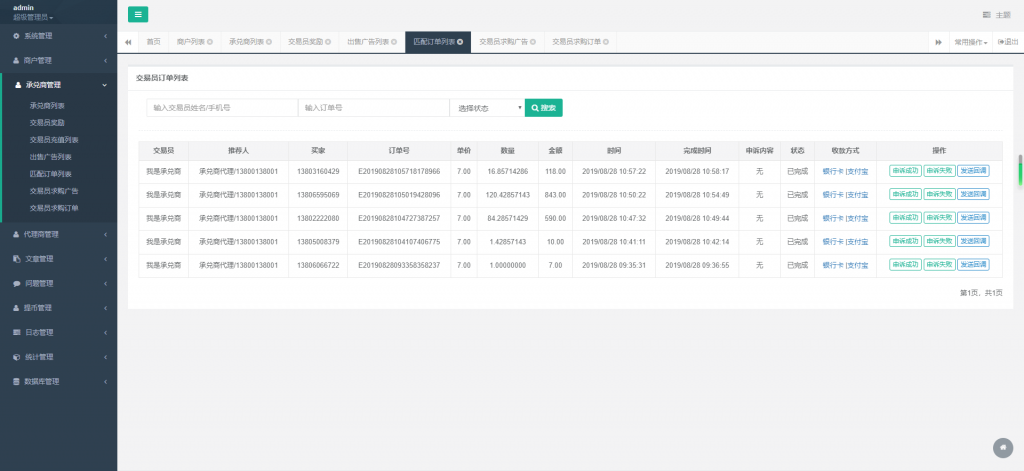 admin
超级管理员
主题
系统管理
商户管理
承兑商管理
承兑商列表
交易员奖励
交易员充值列表
出售广告列表
匹配订单列表
交易员求购广告
交易员求购订单
代理商管理
文章管理
问题管理
提币管理
日志管理
统计管理
数据库管理
首页 商户列表 承兑商列表 交易员奖励 出售广告列表 匹配订单列表 交易员求购广告 交易员求购订单 常用操作 退出
交易员订单列表
输入交易员姓名/手机号 输入订单号 选择状态 搜索
交易员 推荐人 买家 订单号 单价 数量 金额 时间 完成时间 申诉内容 状态 收款方式 操作
我是承兑商 承兑商代理/13800138001 13803160429 E20190828105718178966 7.00 16.85714286 118.00 2019/08/28 10:57:22 2019/08/28 10:58:17 无 已完成 银行卡 |支付宝 申诉成功 申诉失败 发送回调
我是承兑商 承兑商代理/13800138001 13806595069 E20190828105019428096 7.00 120.42857143 843.00 2019/08/28 10:50:22 2019/08/28 10:54:49 无 已完成 银行卡 |支付宝 申诉成功 申诉失败 发送回调
我是承兑商 承兑商代理/13800138001 13802222080 E20190828104727387257 7.00 84.28571429 590.00 2019/08/28 10:47:32 2019/08/28 10:49:44 无 已完成 银行卡 |支付宝 申诉成功 申诉失败 发送回调
我是承兑商 承兑商代理/13800138001 13805008379 E20190828104107406775 7.00 1.42857143 10.00 2019/08/28 10:41:11 2019/08/28 10:42:14 无 已完成 银行卡 |支付宝 申诉成功 申诉失败 发送回调
我是承兑商 承兑商代理/13800138001 13806066722 E20190828093358358237 7.00 1.00000000 7.00 2019/08/28 09:35:31 2019/08/28 09:36:55 无 已完成 银行卡 |支付宝 申诉成功 申诉失败 发送回调
第1页，共1页